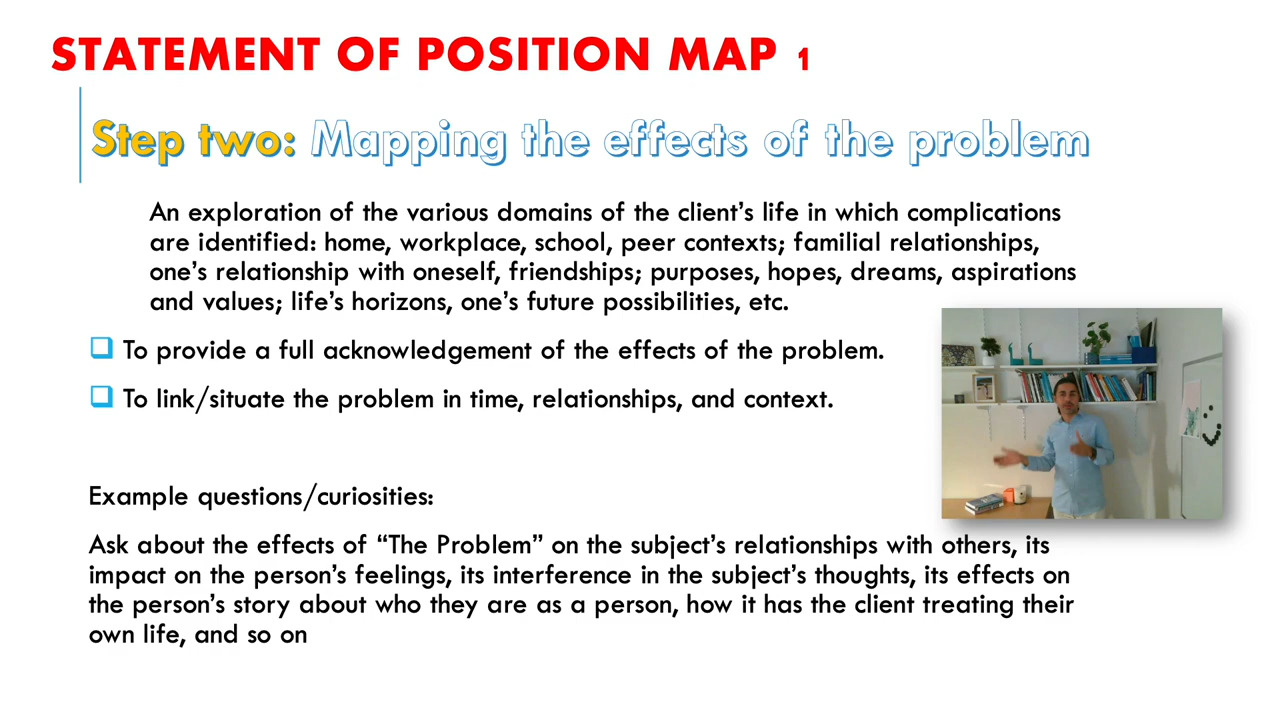 STATEMENT OF POSITION MAP 1
Step two: Mapping the effects of the problem
An exploration of the various domains of the client’s life in which complications
are identified: home, workplace, school, peer contexts; familial relationships,
one’s relationship with oneself, friendships; purposes, hopes, dreams, aspirations
and values; life’s horizons, one’s future possibilities, etc.
To provide a full acknowledgement of the effects of the problem.
To link/situate the problem in time, relationships, and context.
Example questions/curiosities:
Ask about the effects of “The Problem” on the subject’s relationships with others, its
impact on the person’s feelings, its interference in the subject’s thoughts, its effects on
the person’s story about who they are as a person, how it has the client treating their
own life, and so on